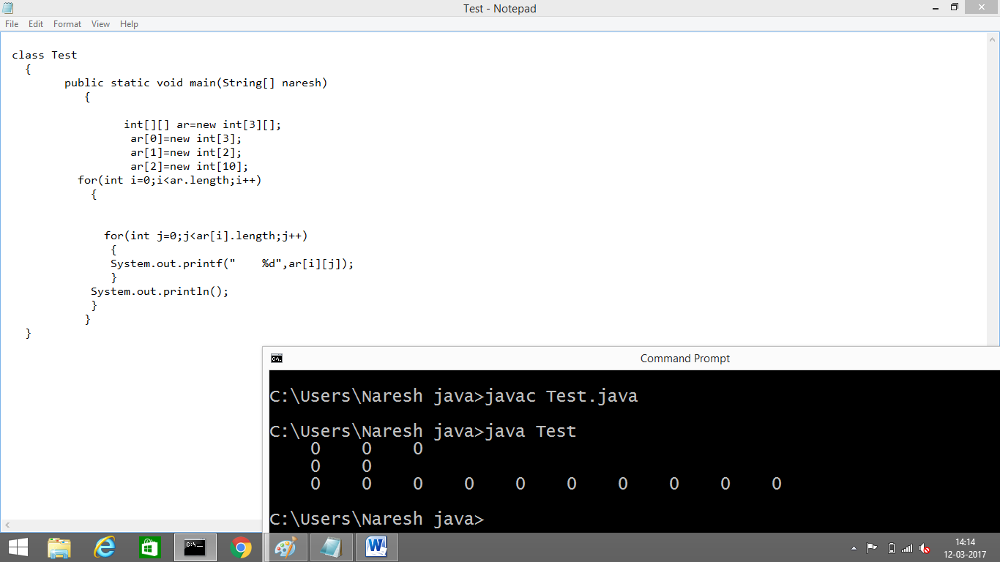 Test - Notepad
File Edit Format View Help
class Test
{
public static void main(String[] naresh)
{
int[][] ar=new int[3][];
ar[0]=new int[3];
ar[1]=new int[2];
ar[2]=new int[10];
for(int i=0;i<ar.length;i++)
{
for(int j=0;j<ar[i].length;j++)
{
System.out.printf("    %d",ar[i][j]);
}
System.out.println();
}
}
}
Command Prompt
C:\Users\Naresh java>javac Test.java
C:\Users\Naresh java>java Test
0 0 0
0 0
0 0 0 0 0 0 0 0 0 0
C:\Users\Naresh java>
14:14
12-03-2017